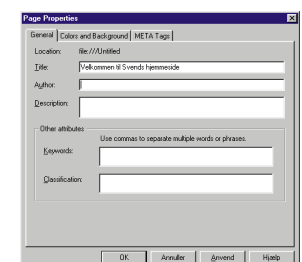 Page Properties
General Colors and Background META Tags
Location: file:///Untitled
Title: Velkommen til Svends hjemmeside
Author:
Description:
Other attributes
Use commas to separate multiple words or phrases.
Keywords:
Classification:
OK Annuller Anvend Hjælp